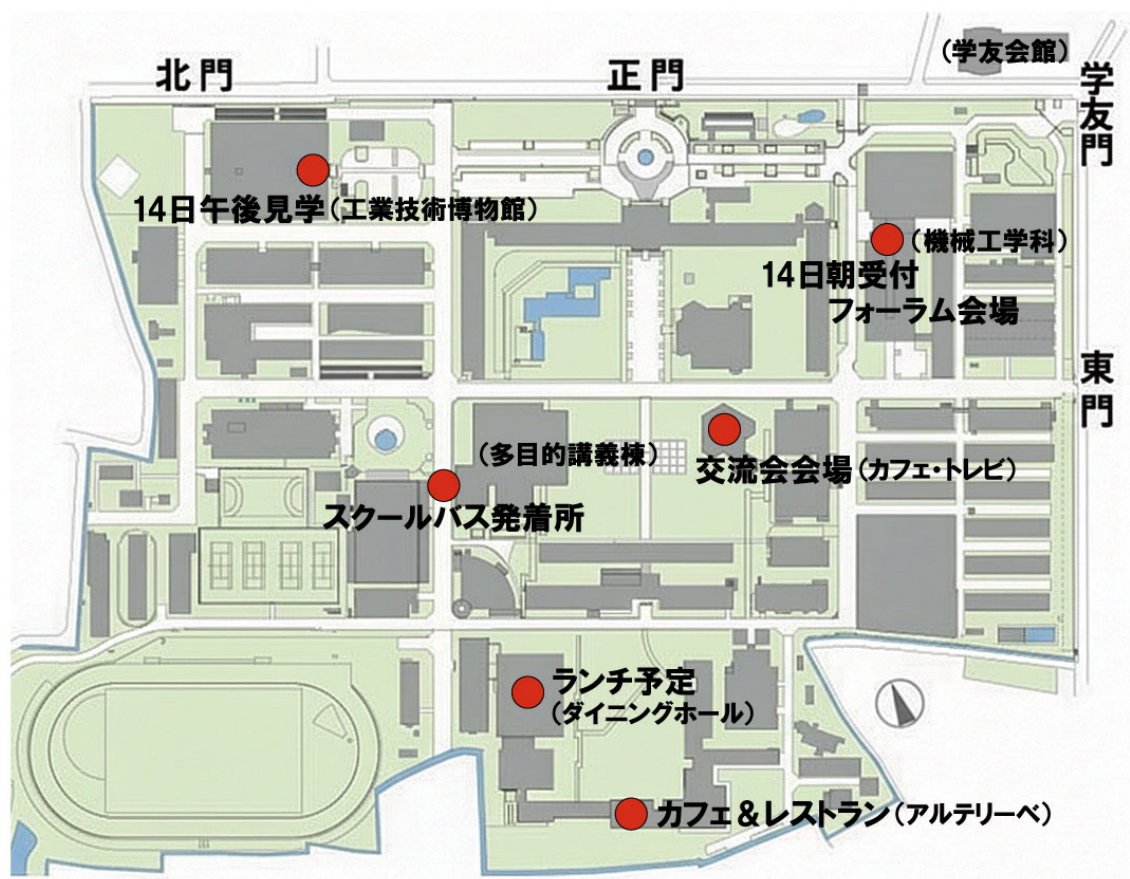 (学友会館)
北門
正門
学友門
14日午後見学(工業技術博物館)
(機械工学科)
14日朝受付
フォーラム会場
東門
(多目的講義棟)
交流会会場(カフェ・トレビ)
スクールバス発着所
ランチ予定
(ダイニングホール)
カフェ&レストラン(アルテリーベ)